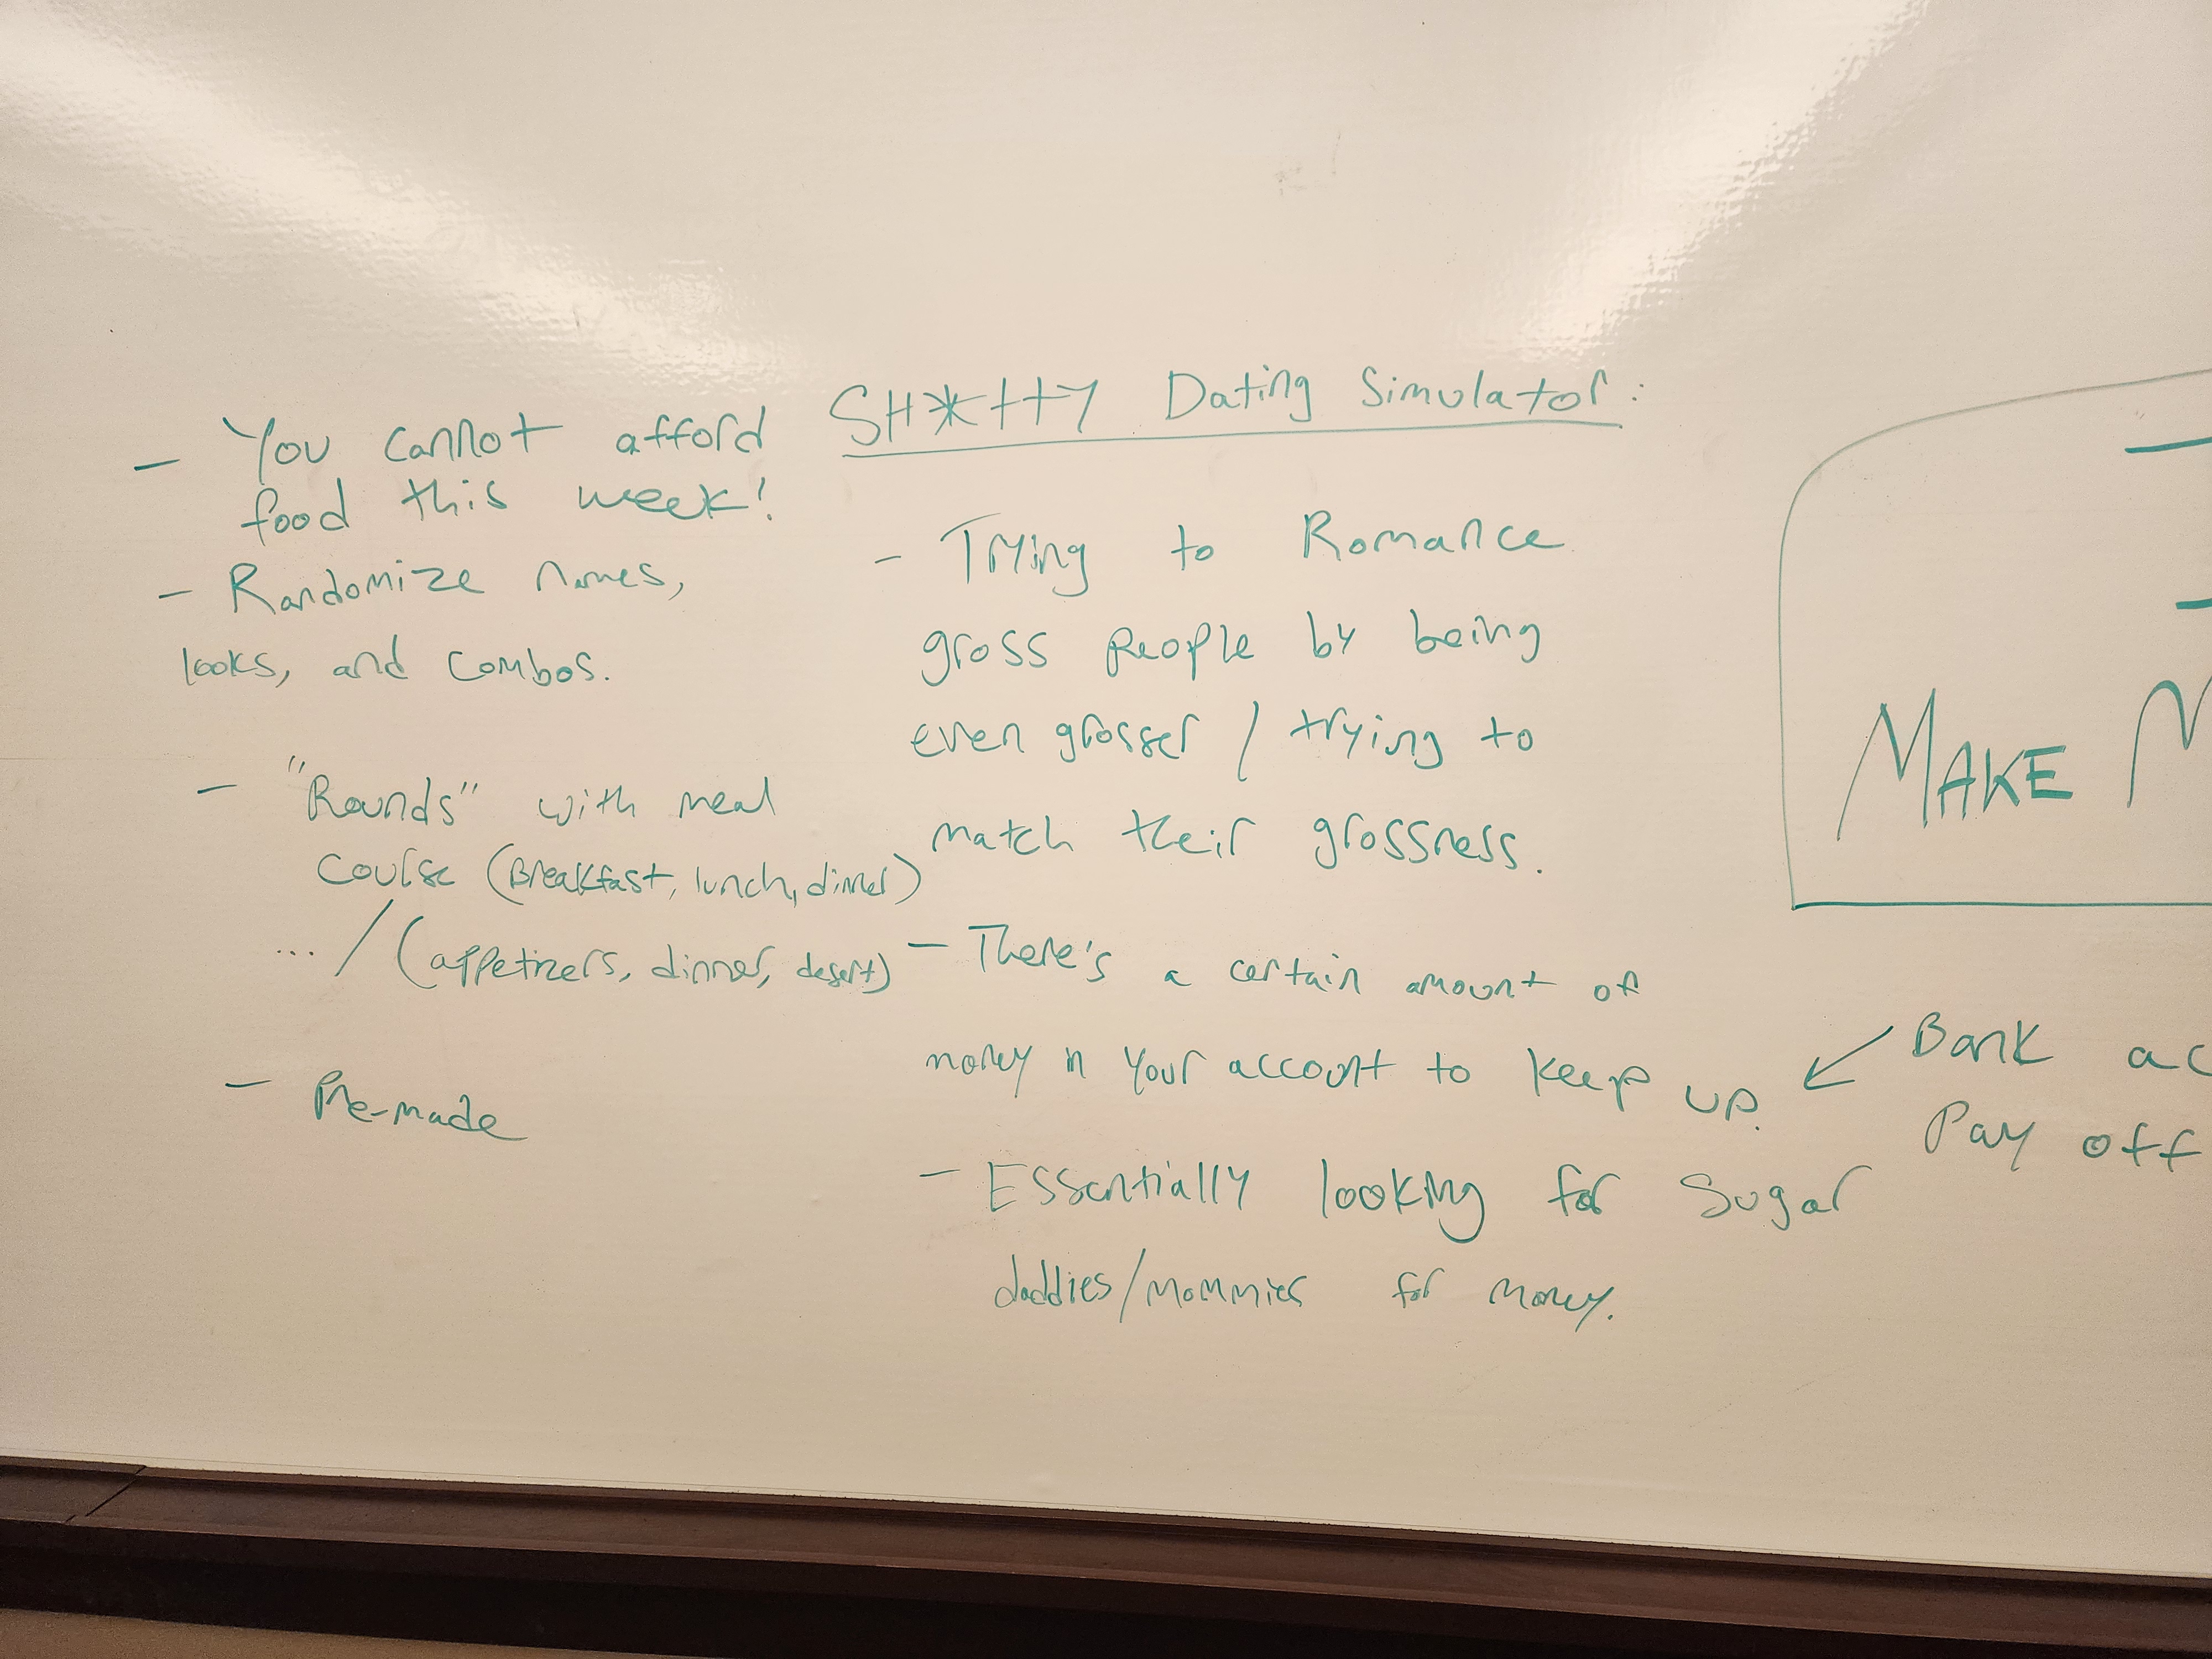 SH*tty Dating Simulator:
- You cannot afford
food this week!
- Randomize names,
looks, and combos.
- "Rounds" with meal
course (Breakfast, lunch, dinner)
... / (appetizers, dinner, desert)
- Pre-made
- Trying to Romance
gross people by being
even grosser / trying to
match their grossness.
- There's a certain amount of
money in your account to keep up.
- Essentially looking for Sugar
daddies/mommies for money.
MAKE
← Bank ac
Pay off